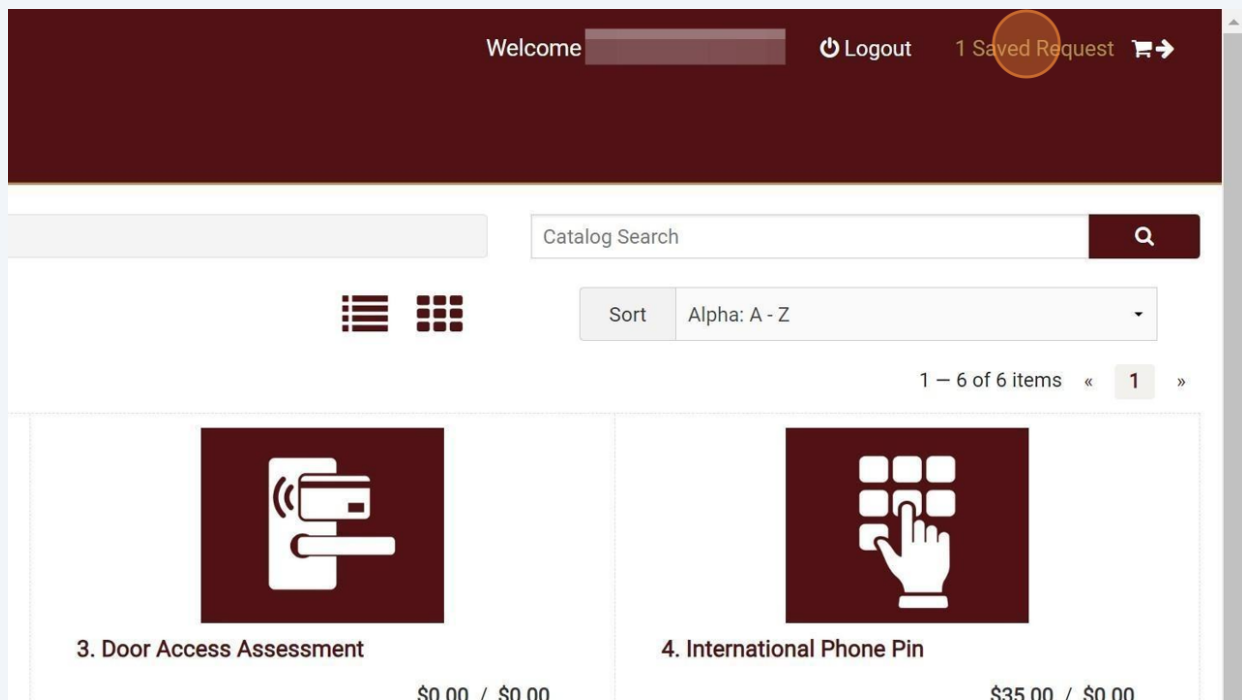 Welcome
Logout
1 Saved Request
Catalog Search
Sort
Alpha: A - Z
1 — 6 of 6 items « 1 »
3. Door Access Assessment
4. International Phone Pin
$0.00 / $0.00
$35.00 / $0.00